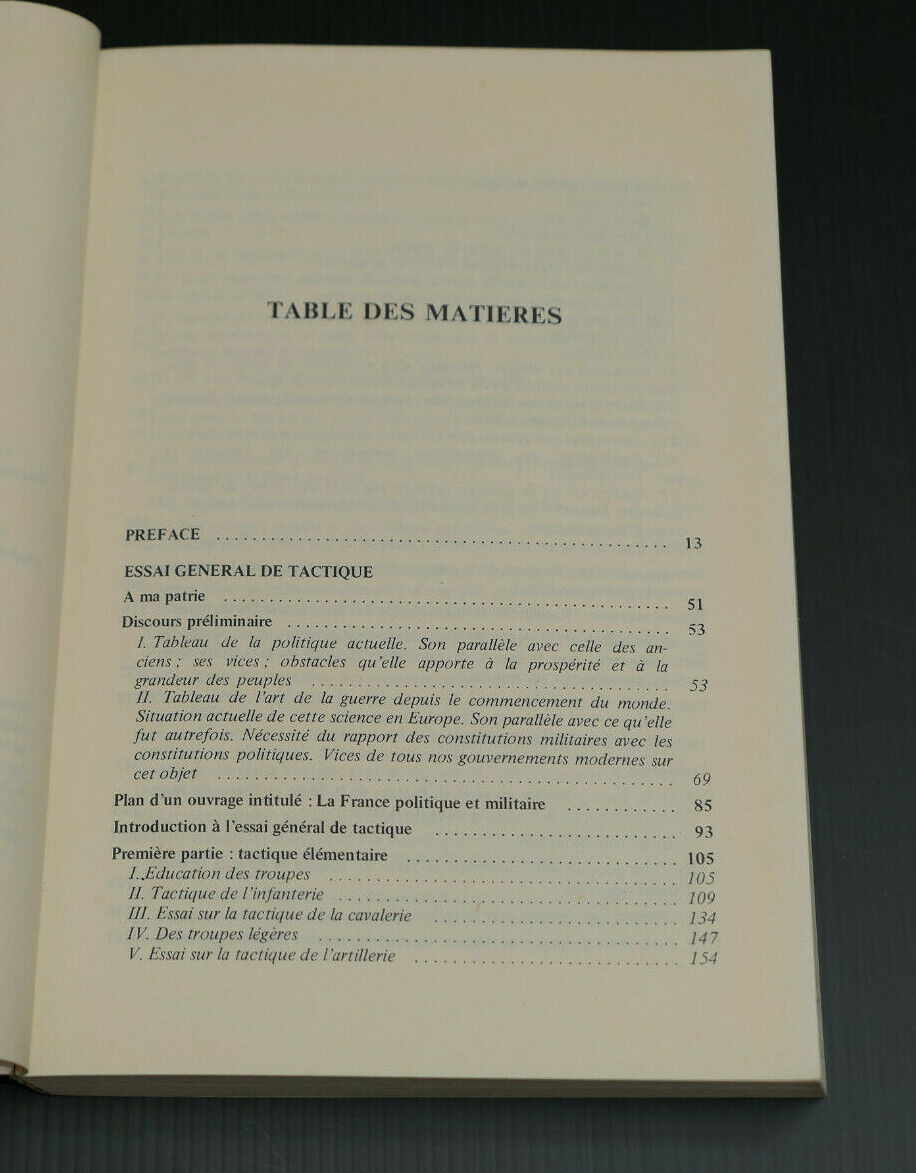 TABLE DES MATIERES
PREFACE ........................ 13
ESSAI GENERAL DE TACTIQUE
A ma patrie ........................ 51
Discours préliminaire ........................ 53
I. Tableau de la politique actuelle. Son parallèle avec celle des an-
ciens ; ses vices ; obstacles qu'elle apporte à la prospérité et à la
grandeur des peuples ........................ 53
II. Tableau de l'art de la guerre depuis le commencement du monde.
Situation actuelle de cette science en Europe. Son parallèle avec ce qu'elle
fut autrefois. Nécessité du rapport des constitutions militaires avec les
constitutions politiques. Vices de tous nos gouvernements modernes sur
cet objet ........................ 69
Plan d'un ouvrage intitulé : La France politique et militaire ............ 85
Introduction à l'essai général de tactique ........................ 93
Première partie : tactique élémentaire ........................ 105
I. Education des troupes ........................ 105
II. Tactique de l'infanterie ........................ 109
III. Essai sur la tactique de la cavalerie ........................ 134
IV. Des troupes légères ........................ 147
V. Essai sur la tactique de l'artillerie ........................ 154